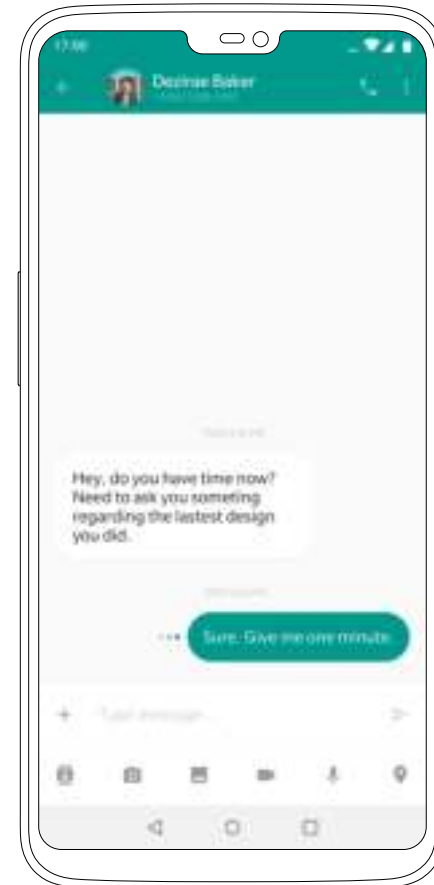 17:00
Dezirae Baker
Hey, do you have time now?
Need to ask you someting
regarding the lastest design
you did.
Sure. Give me one minute.
Type message...